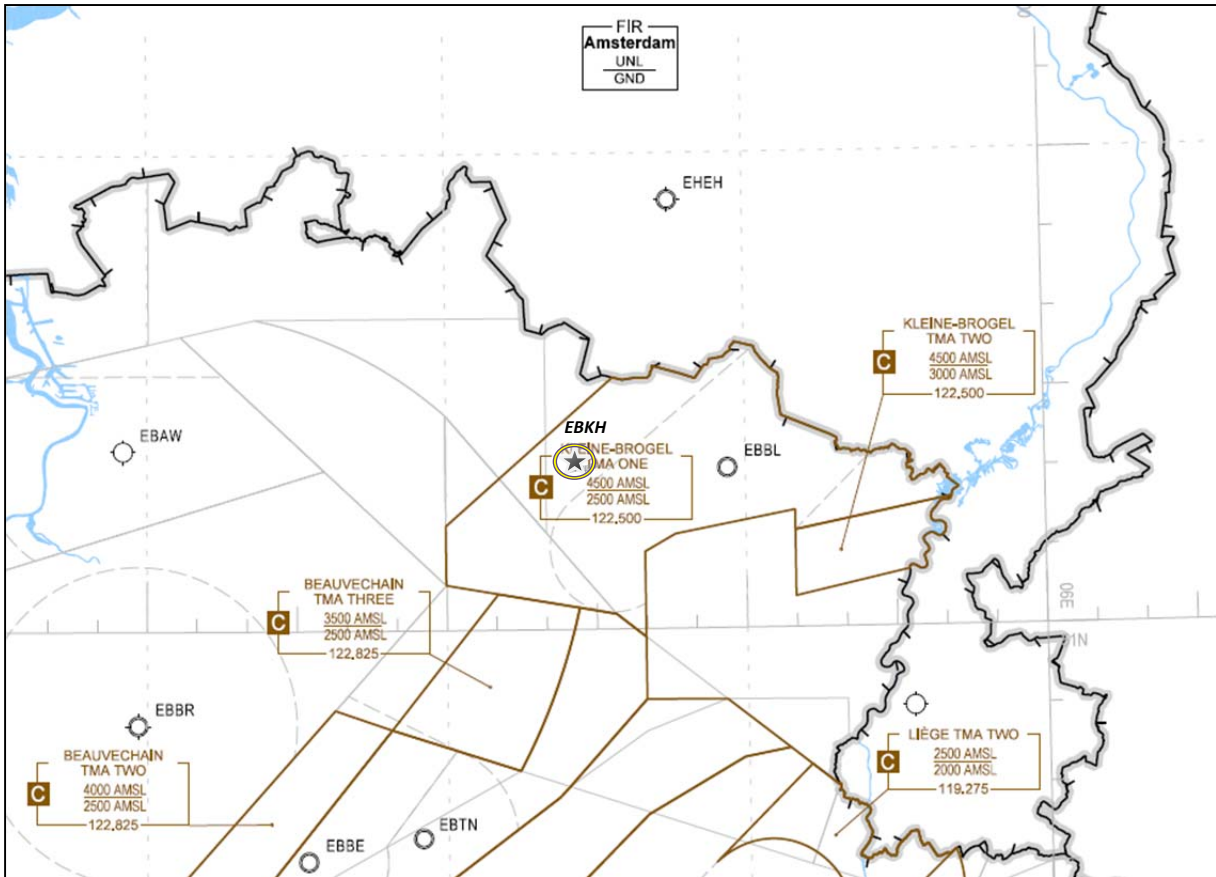 FIR
Amsterdam
UNL
GND
EHEH
KLEINE-BROGEL
TMA TWO
C
4500 AMSL
3000 AMSL
122.500
EBAW
EBKH
KLEINE-BROGEL
TMA ONE
C
4500 AMSL
2500 AMSL
122.500
EBBL
BEAUVECHAIN
TMA THREE
C
3500 AMSL
2500 AMSL
122.825
06E
EBBR
BEAUVECHAIN
TMA TWO
C
4000 AMSL
2500 AMSL
122.825
LIÈGE TMA TWO
C
2500 AMSL
2000 AMSL
119.275
EBBE
EBTN